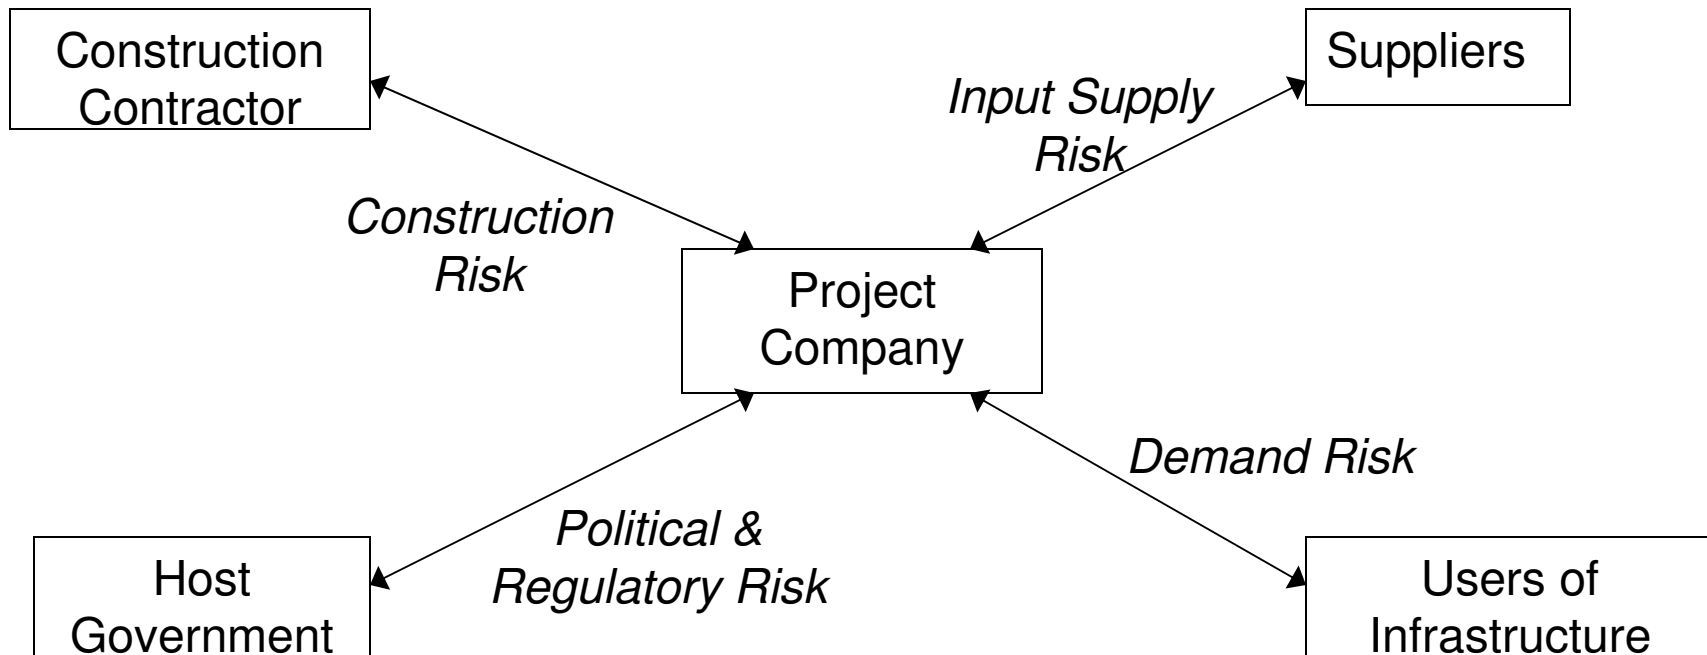 Construction
Contractor
Suppliers
Input Supply
Risk
Construction
Risk
Project
Company
Demand Risk
Political &
Regulatory Risk
Host
Government
Users of
Infrastructure